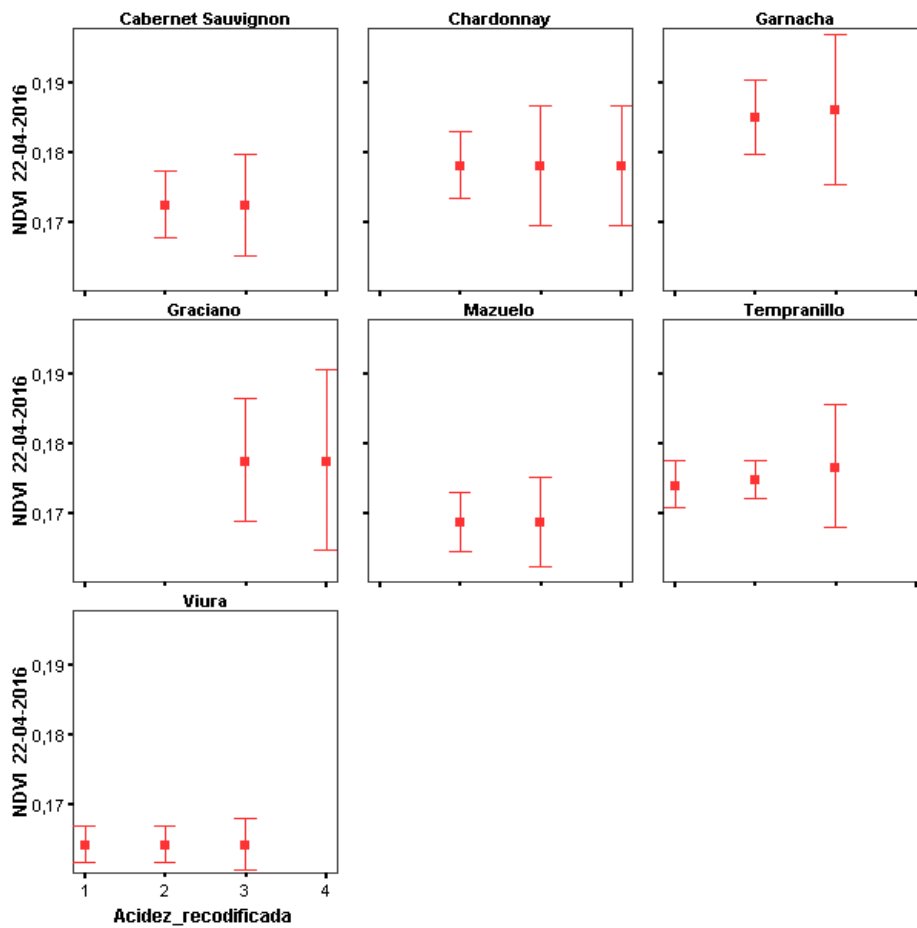 Cabernet Sauvignon
Chardonnay
Garnacha
NDVI 22-04-2016
0,19
0,18
0,17
Graciano
Mazuelo
Tempranillo
NDVI 22-04-2016
0,19
0,18
0,17
Viura
NDVI 22-04-2016
0,19
0,18
0,17
1 2 3 4
Acidez_recodificada